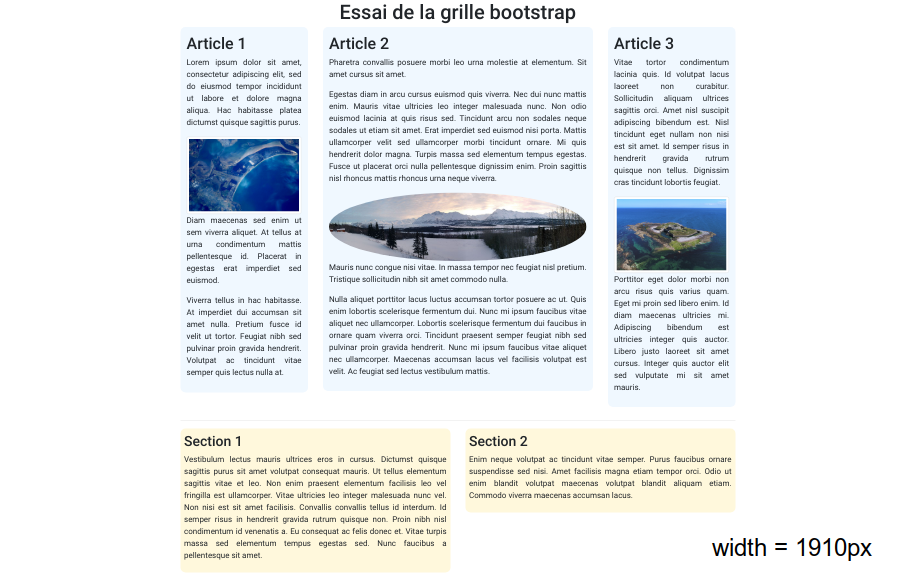 Essai de la grille bootstrap
Article 1
Lorem ipsum dolor sit amet,
consectetur adipiscing elit, sed
do eiusmod tempor incididunt
ut labore et dolore magna
aliqua. Hac habitasse platea
dictumst quisque sagittis purus.
Diam maecenas sed enim ut
sem viverra aliquet. At tellus at
urna condimentum mattis
pellentesque id. Placerat in
egestas erat imperdiet sed
euismod.
Viverra tellus in hac habitasse.
At imperdiet dui accumsan sit
amet nulla. Pretium fusce id
velit ut tortor. Feugiat nibh sed
pulvinar proin gravida hendrerit.
Volutpat ac tincidunt vitae
semper quis lectus nulla at.
Article 2
Pharetra convallis posuere morbi leo urna molestie at elementum. Sit
amet cursus sit amet.
Egestas diam in arcu cursus euismod quis viverra. Nec dui nunc mattis
enim. Mauris vitae ultricies leo integer malesuada nunc. Non odio
euismod lacinia at quis risus sed. Tincidunt arcu non sodales neque
sodales ut etiam sit amet. Erat imperdiet sed euismod nisi porta. Mattis
ullamcorper velit sed ullamcorper morbi tincidunt ornare. Mi quis
hendrerit dolor magna. Turpis massa sed elementum tempus egestas.
Fusce ut placerat orci nulla pellentesque dignissim enim. Proin sagittis
nisl rhoncus mattis rhoncus urna neque viverra.
Mauris nunc congue nisi vitae. In massa tempor nec feugiat nisl pretium.
Tristique sollicitudin nibh sit amet commodo nulla.
Nulla aliquet porttitor lacus luctus accumsan tortor posuere ac ut. Quis
enim lobortis scelerisque fermentum dui. Nunc mi ipsum faucibus vitae
aliquet nec ullamcorper. Lobortis scelerisque fermentum dui faucibus in
ornare quam viverra orci. Tincidunt praesent semper feugiat nibh sed
pulvinar proin gravida hendrerit. Nunc mi ipsum faucibus vitae aliquet
nec ullamcorper. Maecenas accumsan lacus vel facilisis volutpat est
velit. Ac feugiat sed lectus vestibulum mattis.
Article 3
Vitae tortor condimentum
lacinia quis. Id volutpat lacus
laoreet non curabitur.
Sollicitudin aliquam ultrices
sagittis orci. Amet nisl suscipit
adipiscing bibendum est. Nisl
tincidunt eget nullam non nisi
est sit amet. Id semper risus in
hendrerit gravida rutrum
quisque non tellus. Dignissim
cras tincidunt lobortis feugiat.
Porttitor eget dolor morbi non
arcu risus quis varius quam.
Eget mi proin sed libero enim. Id
diam maecenas ultricies mi.
Adipiscing bibendum est
ultricies integer quis auctor.
Libero justo laoreet sit amet
cursus. Integer quis auctor elit
sed vulputate mi sit amet
mauris.
Section 1
Vestibulum lectus mauris ultrices eros in cursus. Dictumst quisque
sagittis purus sit amet volutpat consequat mauris. Ut tellus elementum
sagittis vitae et leo. Non enim praesent elementum facilisis leo vel
fringilla est ullamcorper. Vitae ultricies leo integer malesuada nunc vel.
Non nisi est sit amet facilisis. Convallis convallis tellus id interdum. Id
semper risus in hendrerit gravida rutrum quisque non. Proin nibh nisl
condimentum id venenatis a. Eu consequat ac felis donec et. Vitae turpis
massa sed elementum tempus egestas sed. Nunc faucibus a
pellentesque sit amet.
Section 2
Enim neque volutpat ac tincidunt vitae semper. Purus faucibus ornare
suspendisse sed nisi. Amet facilisis magna etiam tempor orci. Odio ut
enim blandit volutpat maecenas volutpat blandit aliquam etiam.
Commodo viverra maecenas accumsan lacus.
width = 1910px